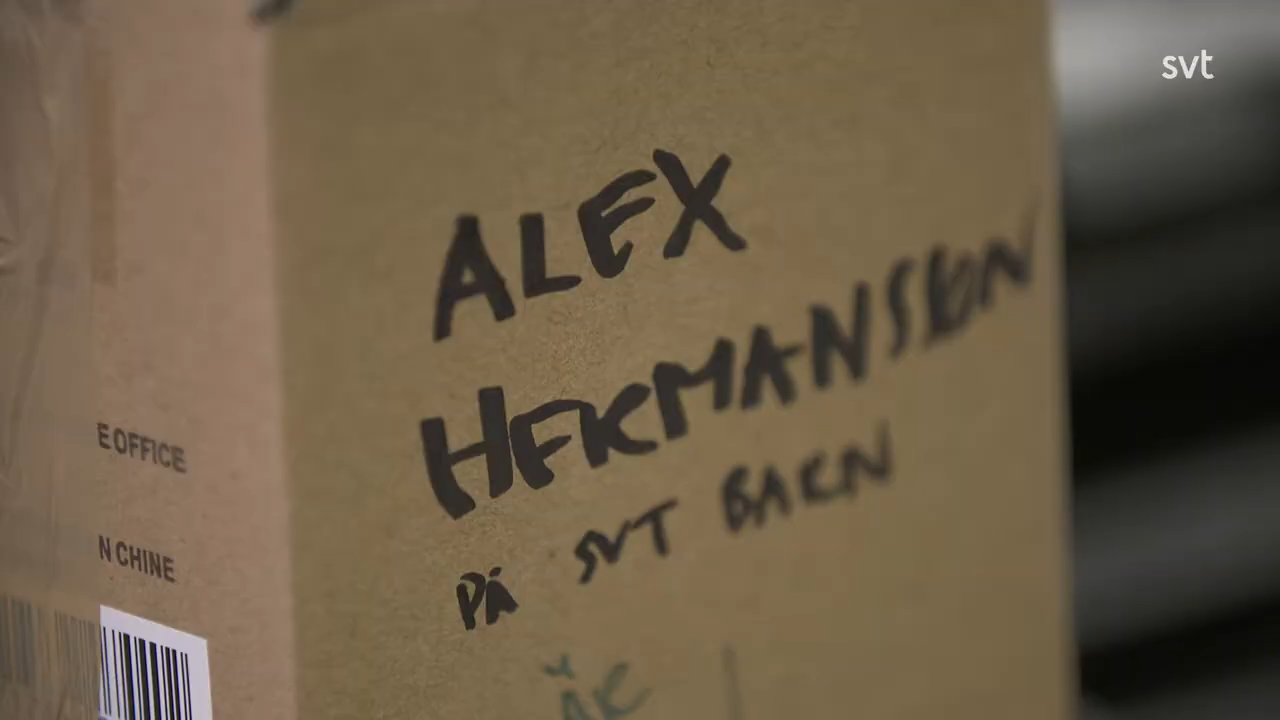 svt
ALEX
HERMANSSON
PÅ SVT BARN
E OFFICE
N CHINE